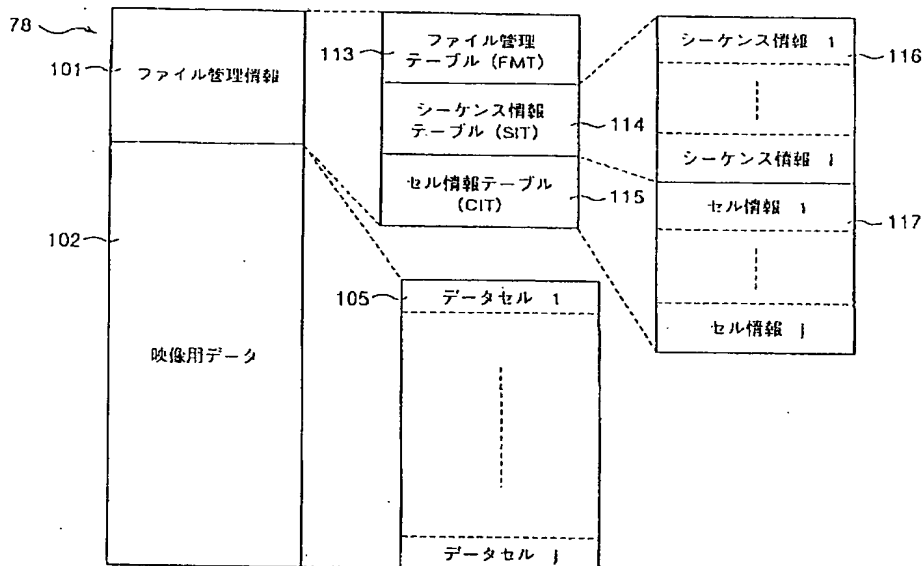 78
101
ファイル管理情報
102
映像用データ
113
ファイル管理
テーブル (FMT)
シーケンス情報
テーブル (SIT)
114
セル情報テーブル
(CIT)
115
105
データセル 1
データセル j
シーケンス情報 1
116
シーケンス情報 i
セル情報 1
117
セル情報 j